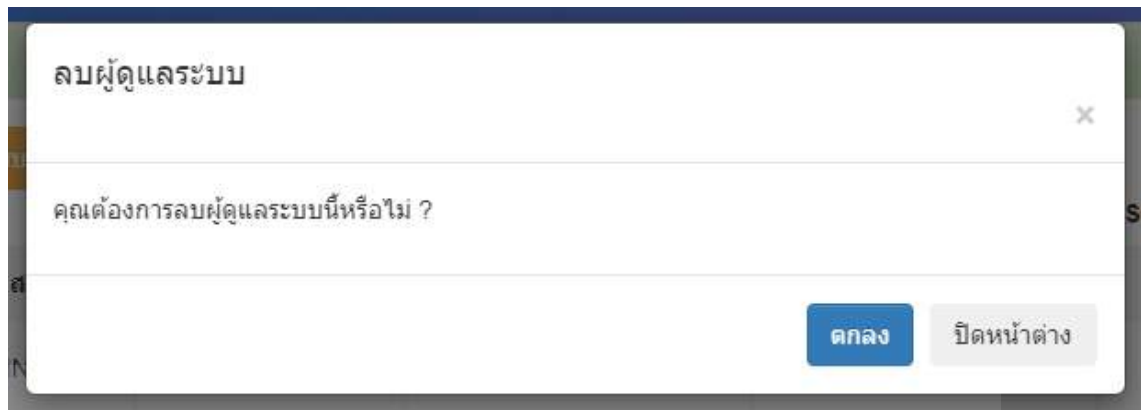 ลบผู้ดูแลระบบ
×
คุณต้องการลบผู้ดูแลระบบนี้หรือไม่ ?
ตกลง
ปิดหน้าต่าง